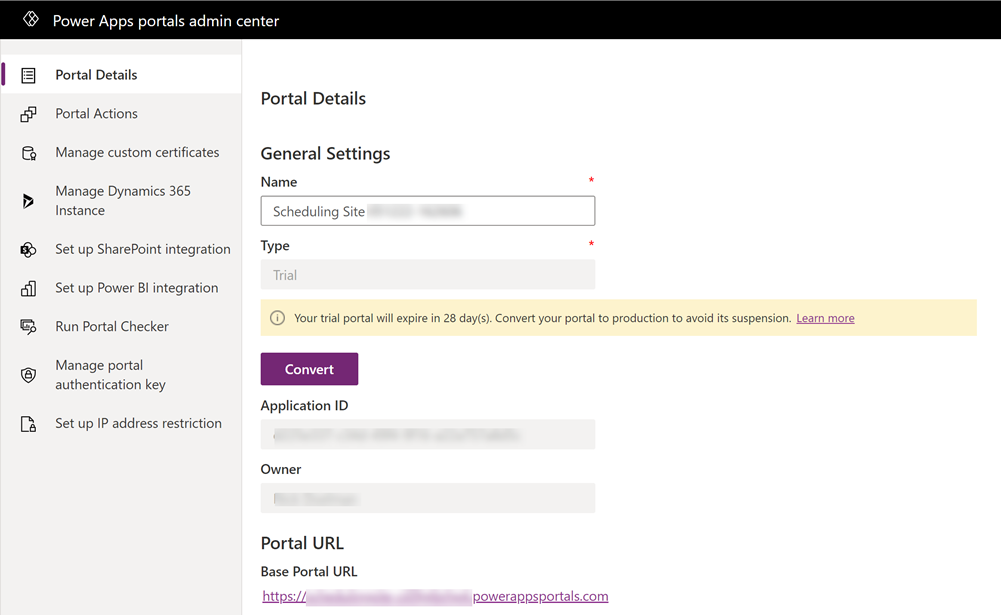 Power Apps portals admin center
Portal Details
Portal Actions
Manage custom certificates
Manage Dynamics 365
Instance
Set up SharePoint integration
Set up Power BI integration
Run Portal Checker
Manage portal
authentication key
Set up IP address restriction
Portal Details
General Settings
Name *
Scheduling Site
Type *
Trial
Your trial portal will expire in 28 day(s). Convert your portal to production to avoid its suspension. Learn more
Convert
Application ID
Owner
Portal URL
Base Portal URL
https:// powerappsportals.com